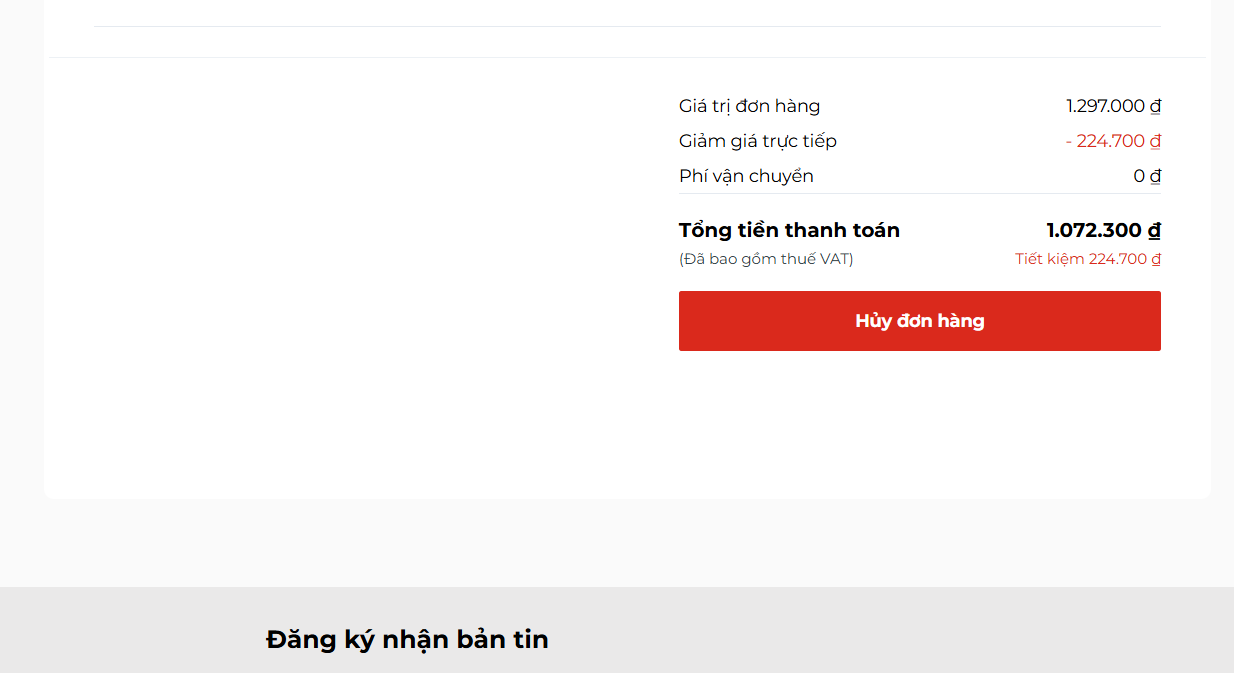 Giá trị đơn hàng 1.297.000 ₫
Giảm giá trực tiếp - 224.700 ₫
Phí vận chuyển 0 ₫
Tổng tiền thanh toán 1.072.300 ₫
(Đã bao gồm thuế VAT) Tiết kiệm 224.700 ₫
Hủy đơn hàng
Đăng ký nhận bản tin